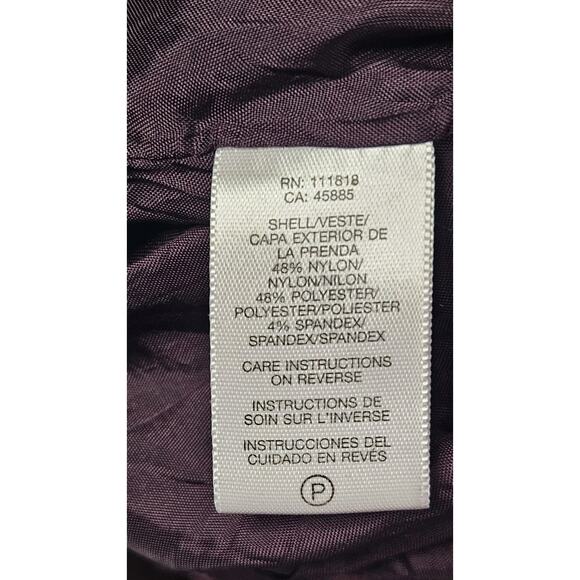 RN: 111818
CA: 45885
SHELL/VESTE/
CAPA EXTERIOR DE
LA PRENDA
48% NYLON/
NYLON/NILON
48% POLYESTER/
POLYESTER/POLIESTER
4% SPANDEX/
SPANDEX/SPANDEX
CARE INSTRUCTIONS
ON REVERSE
INSTRUCTIONS DE
SOIN SUR L'INVERSE
INSTRUCCIONES DEL
CUIDADO EN REVÉS
P